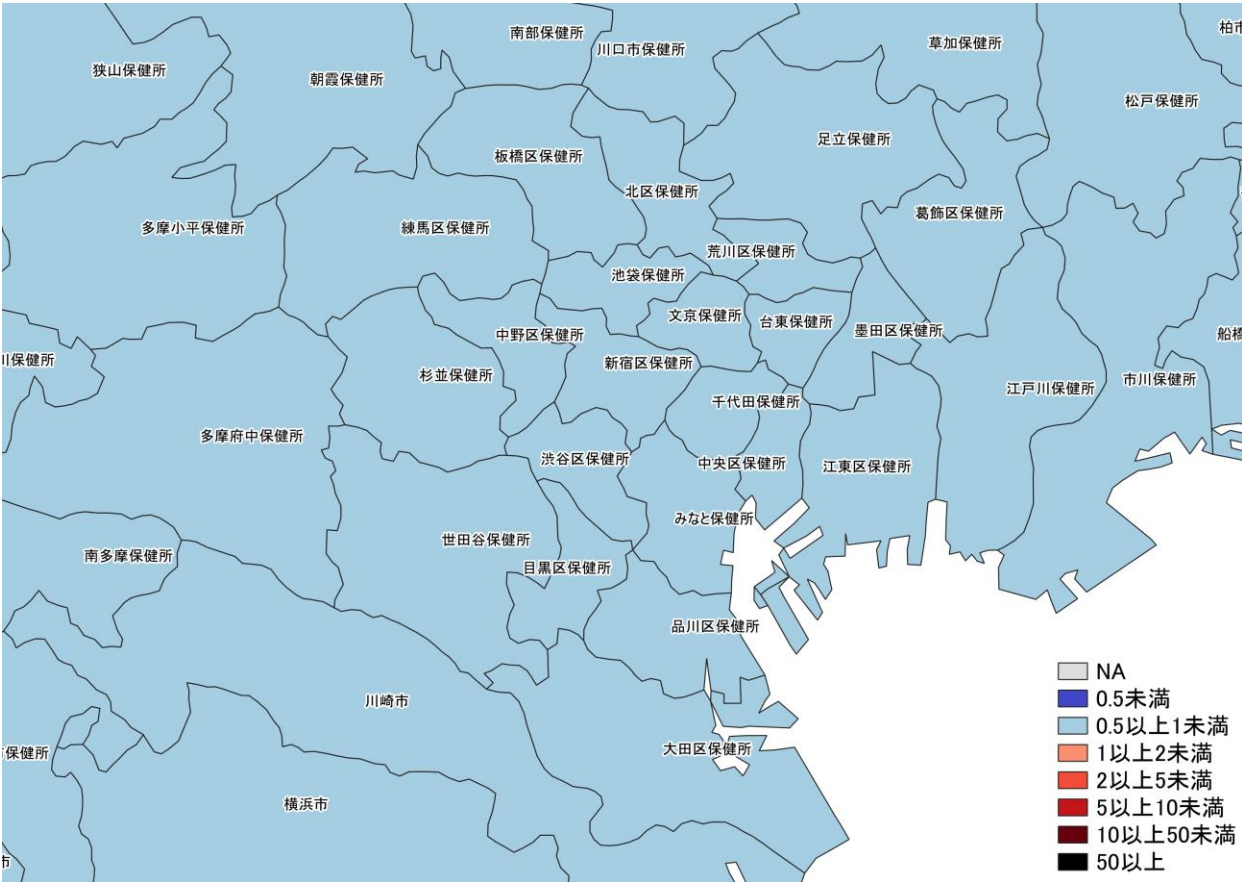 南部保健所
川口市保健所
草加保健所
柏市
狭山保健所
朝霞保健所
松戸保健所
足立保健所
板橋区保健所
北区保健所
葛飾区保健所
多摩小平保健所
練馬区保健所
荒川区保健所
池袋保健所
文京保健所
台東保健所
墨田区保健所
中野区保健所
船橋
川保健所
新宿区保健所
杉並保健所
市川保健所
江戸川保健所
千代田保健所
多摩府中保健所
渋谷区保健所
中央区保健所
江東区保健所
みなと保健所
世田谷保健所
南多摩保健所
目黒区保健所
品川区保健所
川崎市
大田区保健所
保健所
横浜市
市
NA
0.5未満
0.5以上1未満
1以上2未満
2以上5未満
5以上10未満
10以上50未満
50以上